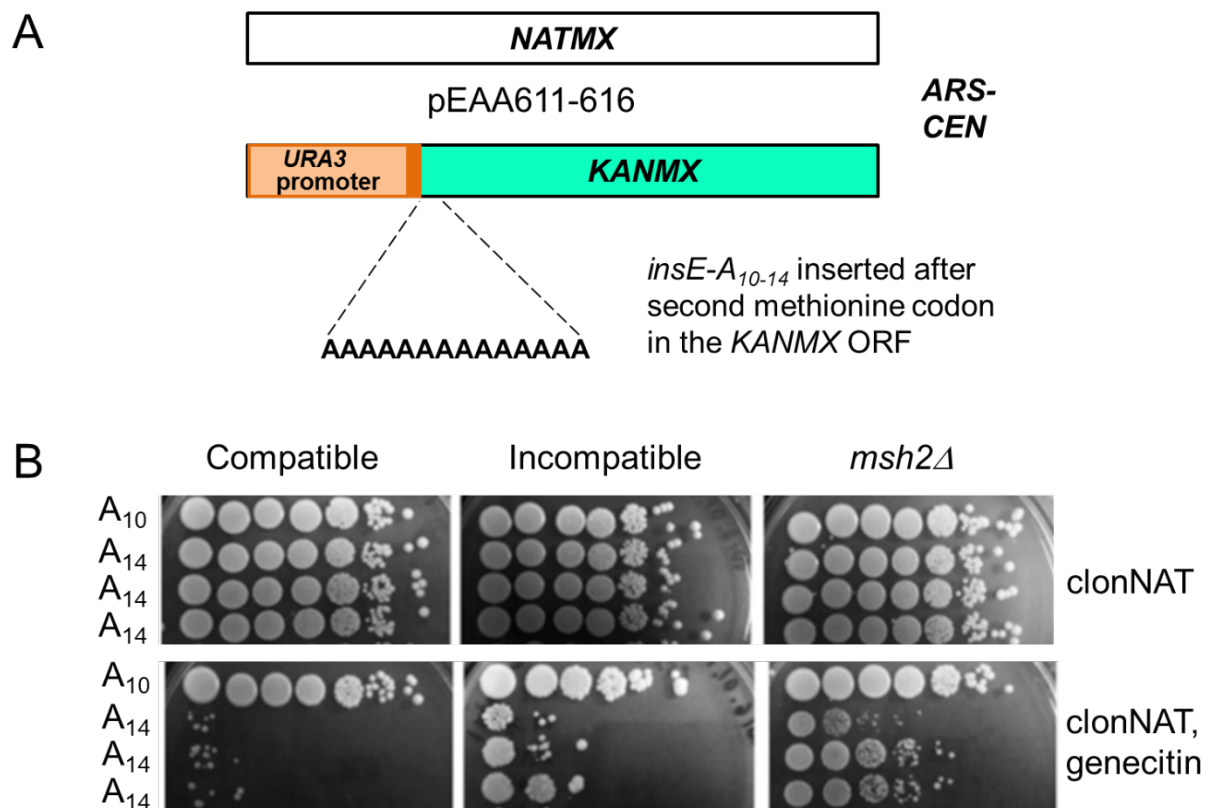 A
NATMX
pEAA611-616
ARS-
CEN
URA3
promoter
KANMX
insE-A10-14 inserted after
second methionine codon
in the KANMX ORF
AAAAAAAAAAAAAA
B
Compatible
Incompatible
msh2Δ
A10
A14
A14
A14
clonNAT
A10
A14
A14
A14
clonNAT,
genecitin